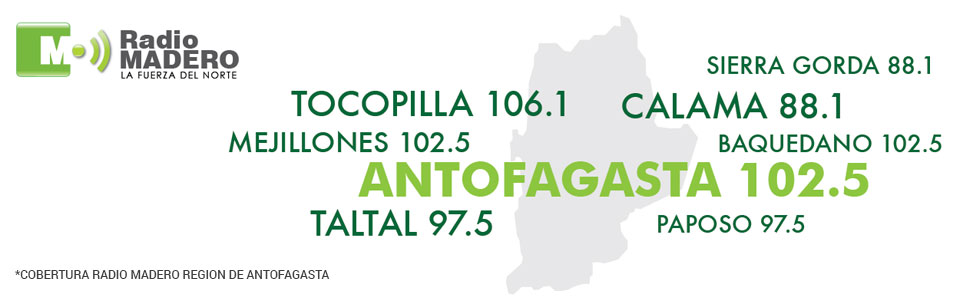 M
Radio
MADERO
LA FUERZA DEL NORTE
SIERRA GORDA 88.1
TOCOPILLA 106.1
CALAMA 88.1
MEJILLONES 102.5
BAQUEDANO 102.5
ANTOFAGASTA 102.5
TALTAL 97.5
PAPOSO 97.5
*COBERTURA RADIO MADERO REGION DE ANTOFAGASTA